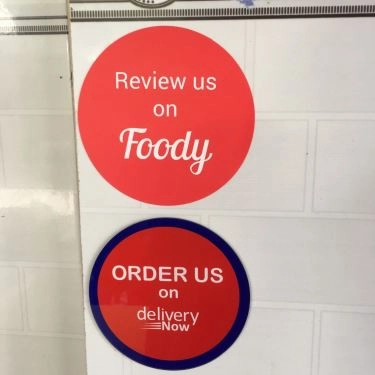 Review us
on
Foody
ORDER US
on
delivery
Now